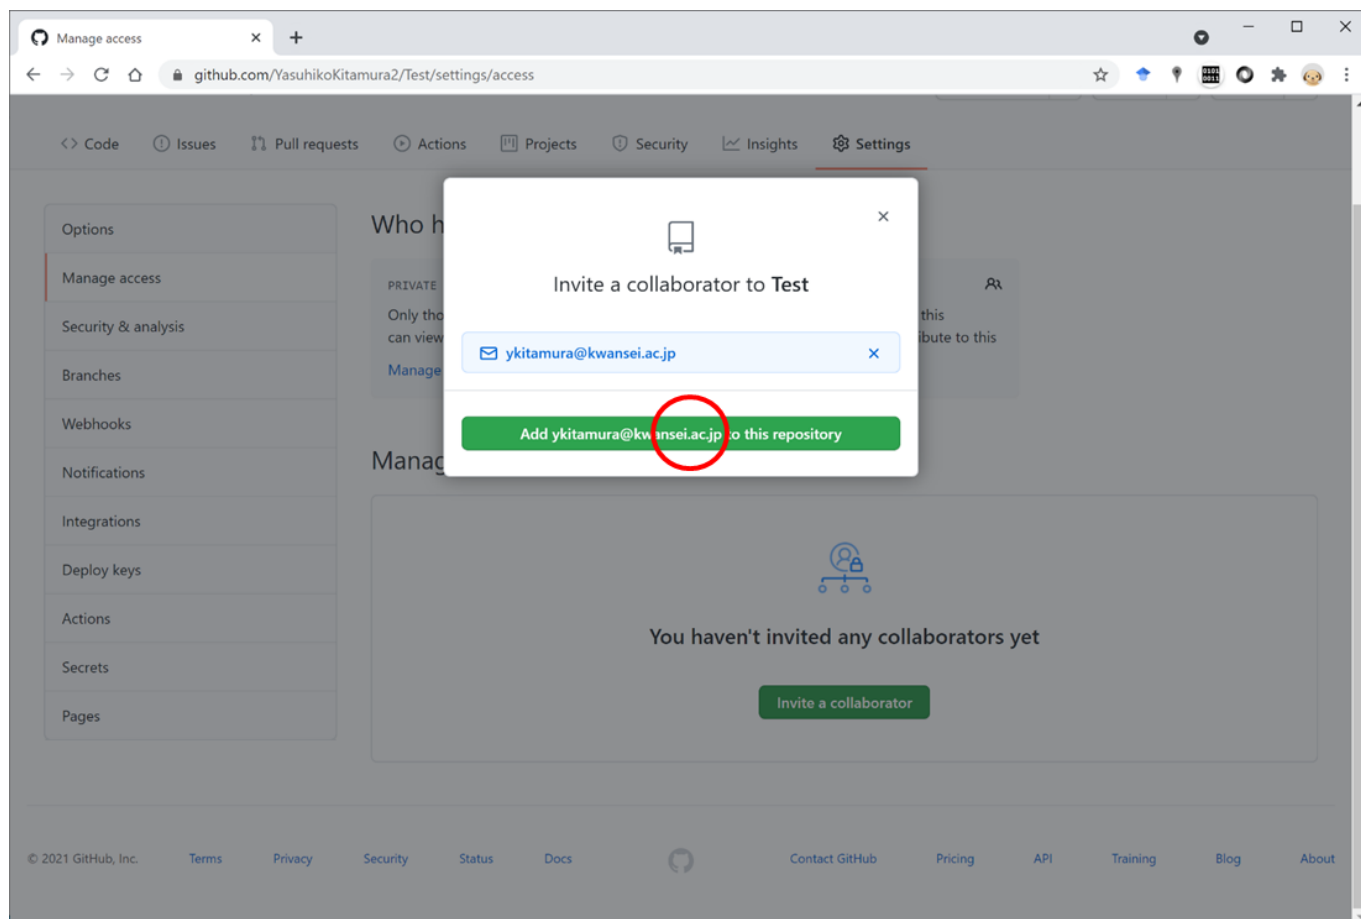 Manage access
github.com/YasuhikoKitamura2/Test/settings/access
Code Issues Pull requests Actions Projects Security Insights Settings
Options
Manage access
Security & analysis
Branches
Webhooks
Notifications
Integrations
Deploy keys
Actions
Secrets
Pages
Who h
PRIVATE
Only tho
can view
Manage
this
ibute to this
Invite a collaborator to Test
ykitamura@kwansei.ac.jp
Add ykitamura@kwansei.ac.jp to this repository
Manag
You haven't invited any collaborators yet
Invite a collaborator
© 2021 GitHub, Inc. Terms Privacy Security Status Docs Contact GitHub Pricing API Training Blog About